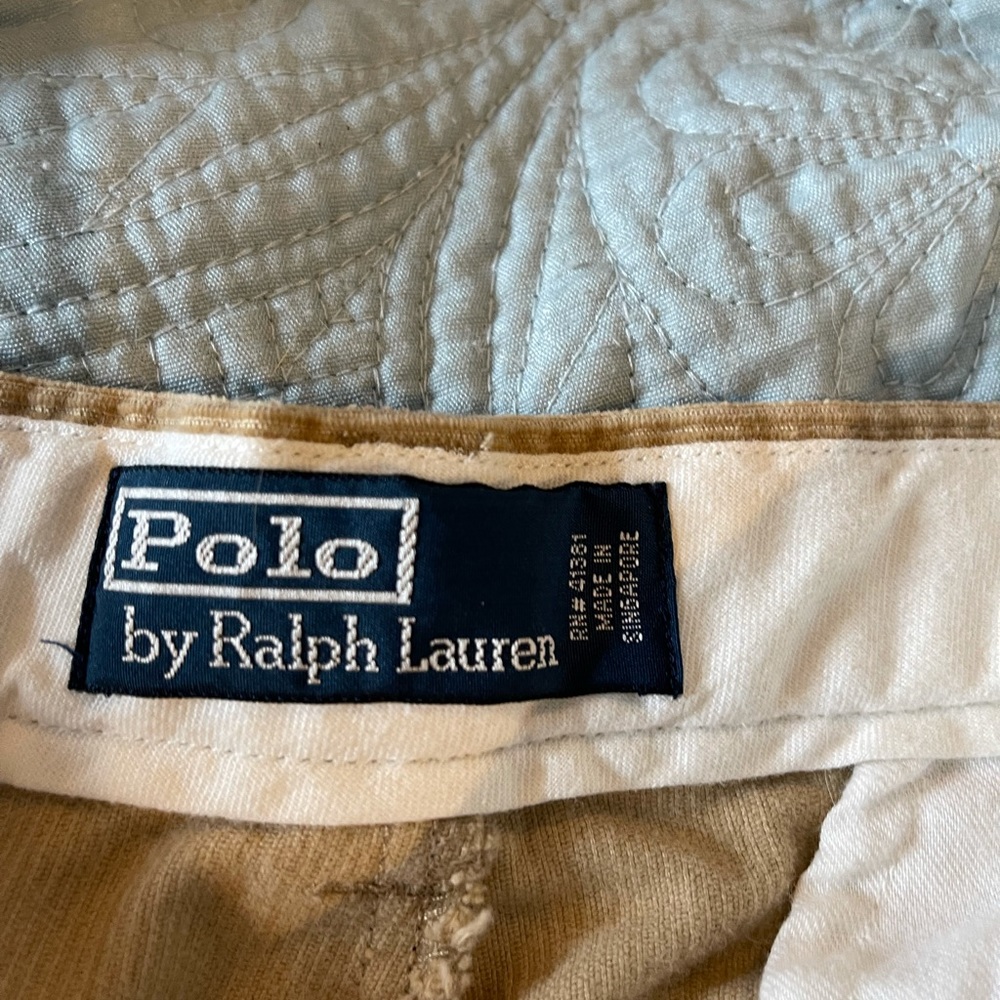 Polo
by Ralph Lauren
RN# 41381
MADE IN
SINGAPORE